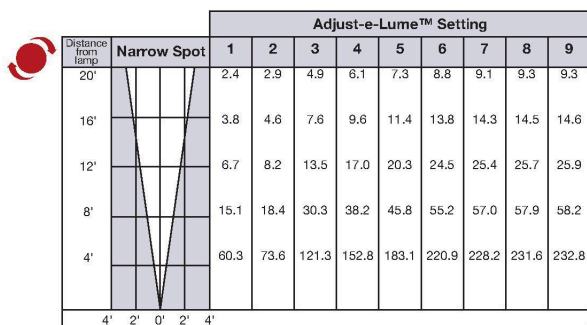 Adjust-e-Lume™ Setting
Distance from lamp Narrow Spot 1 2 3 4 5 6 7 8 9
20' 2.4 2.9 4.9 6.1 7.3 8.8 9.1 9.3 9.3
16' 3.8 4.6 7.6 9.6 11.4 13.8 14.3 14.5 14.6
12' 6.7 8.2 13.5 17.0 20.3 24.5 25.4 25.7 25.9
8' 15.1 18.4 30.3 38.2 45.8 55.2 57.0 57.9 58.2
4' 60.3 73.6 121.3 152.8 183.1 220.9 228.2 231.6 232.8
4' 2' 0' 2' 4'